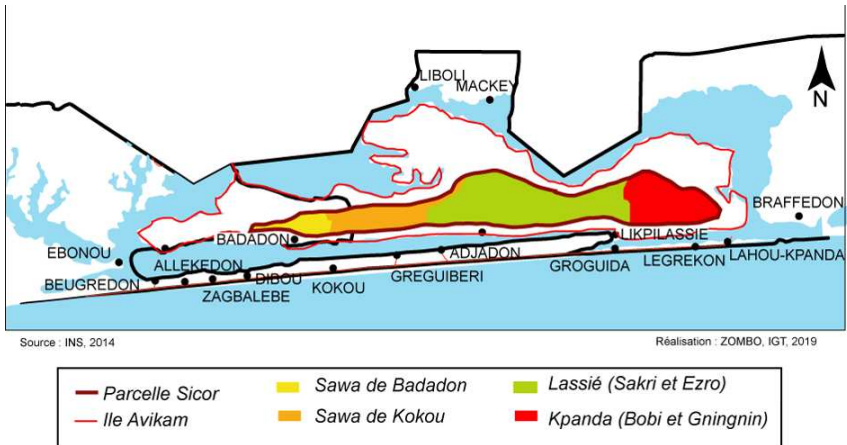 LIBOLI
MACKEY
N
BRAFFEDON
BADADON
LIKPILASSIE
EBONOU
ALLEKEDON
ADJADON
LAHOU-KPANDA
BEUGREDON
DIBOU
GREGUIBERI
GROGUIDA
LEGREKON
ZAGBALEBE
KOKOU
Source : INS, 2014
Réalisation : ZOMBO, IGT, 2019
Parcelle Sicor
Sawa de Badadon
Lassié (Sakri et Ezro)
Ile Avikam
Sawa de Kokou
Kpanda (Bobi et Gningnin)